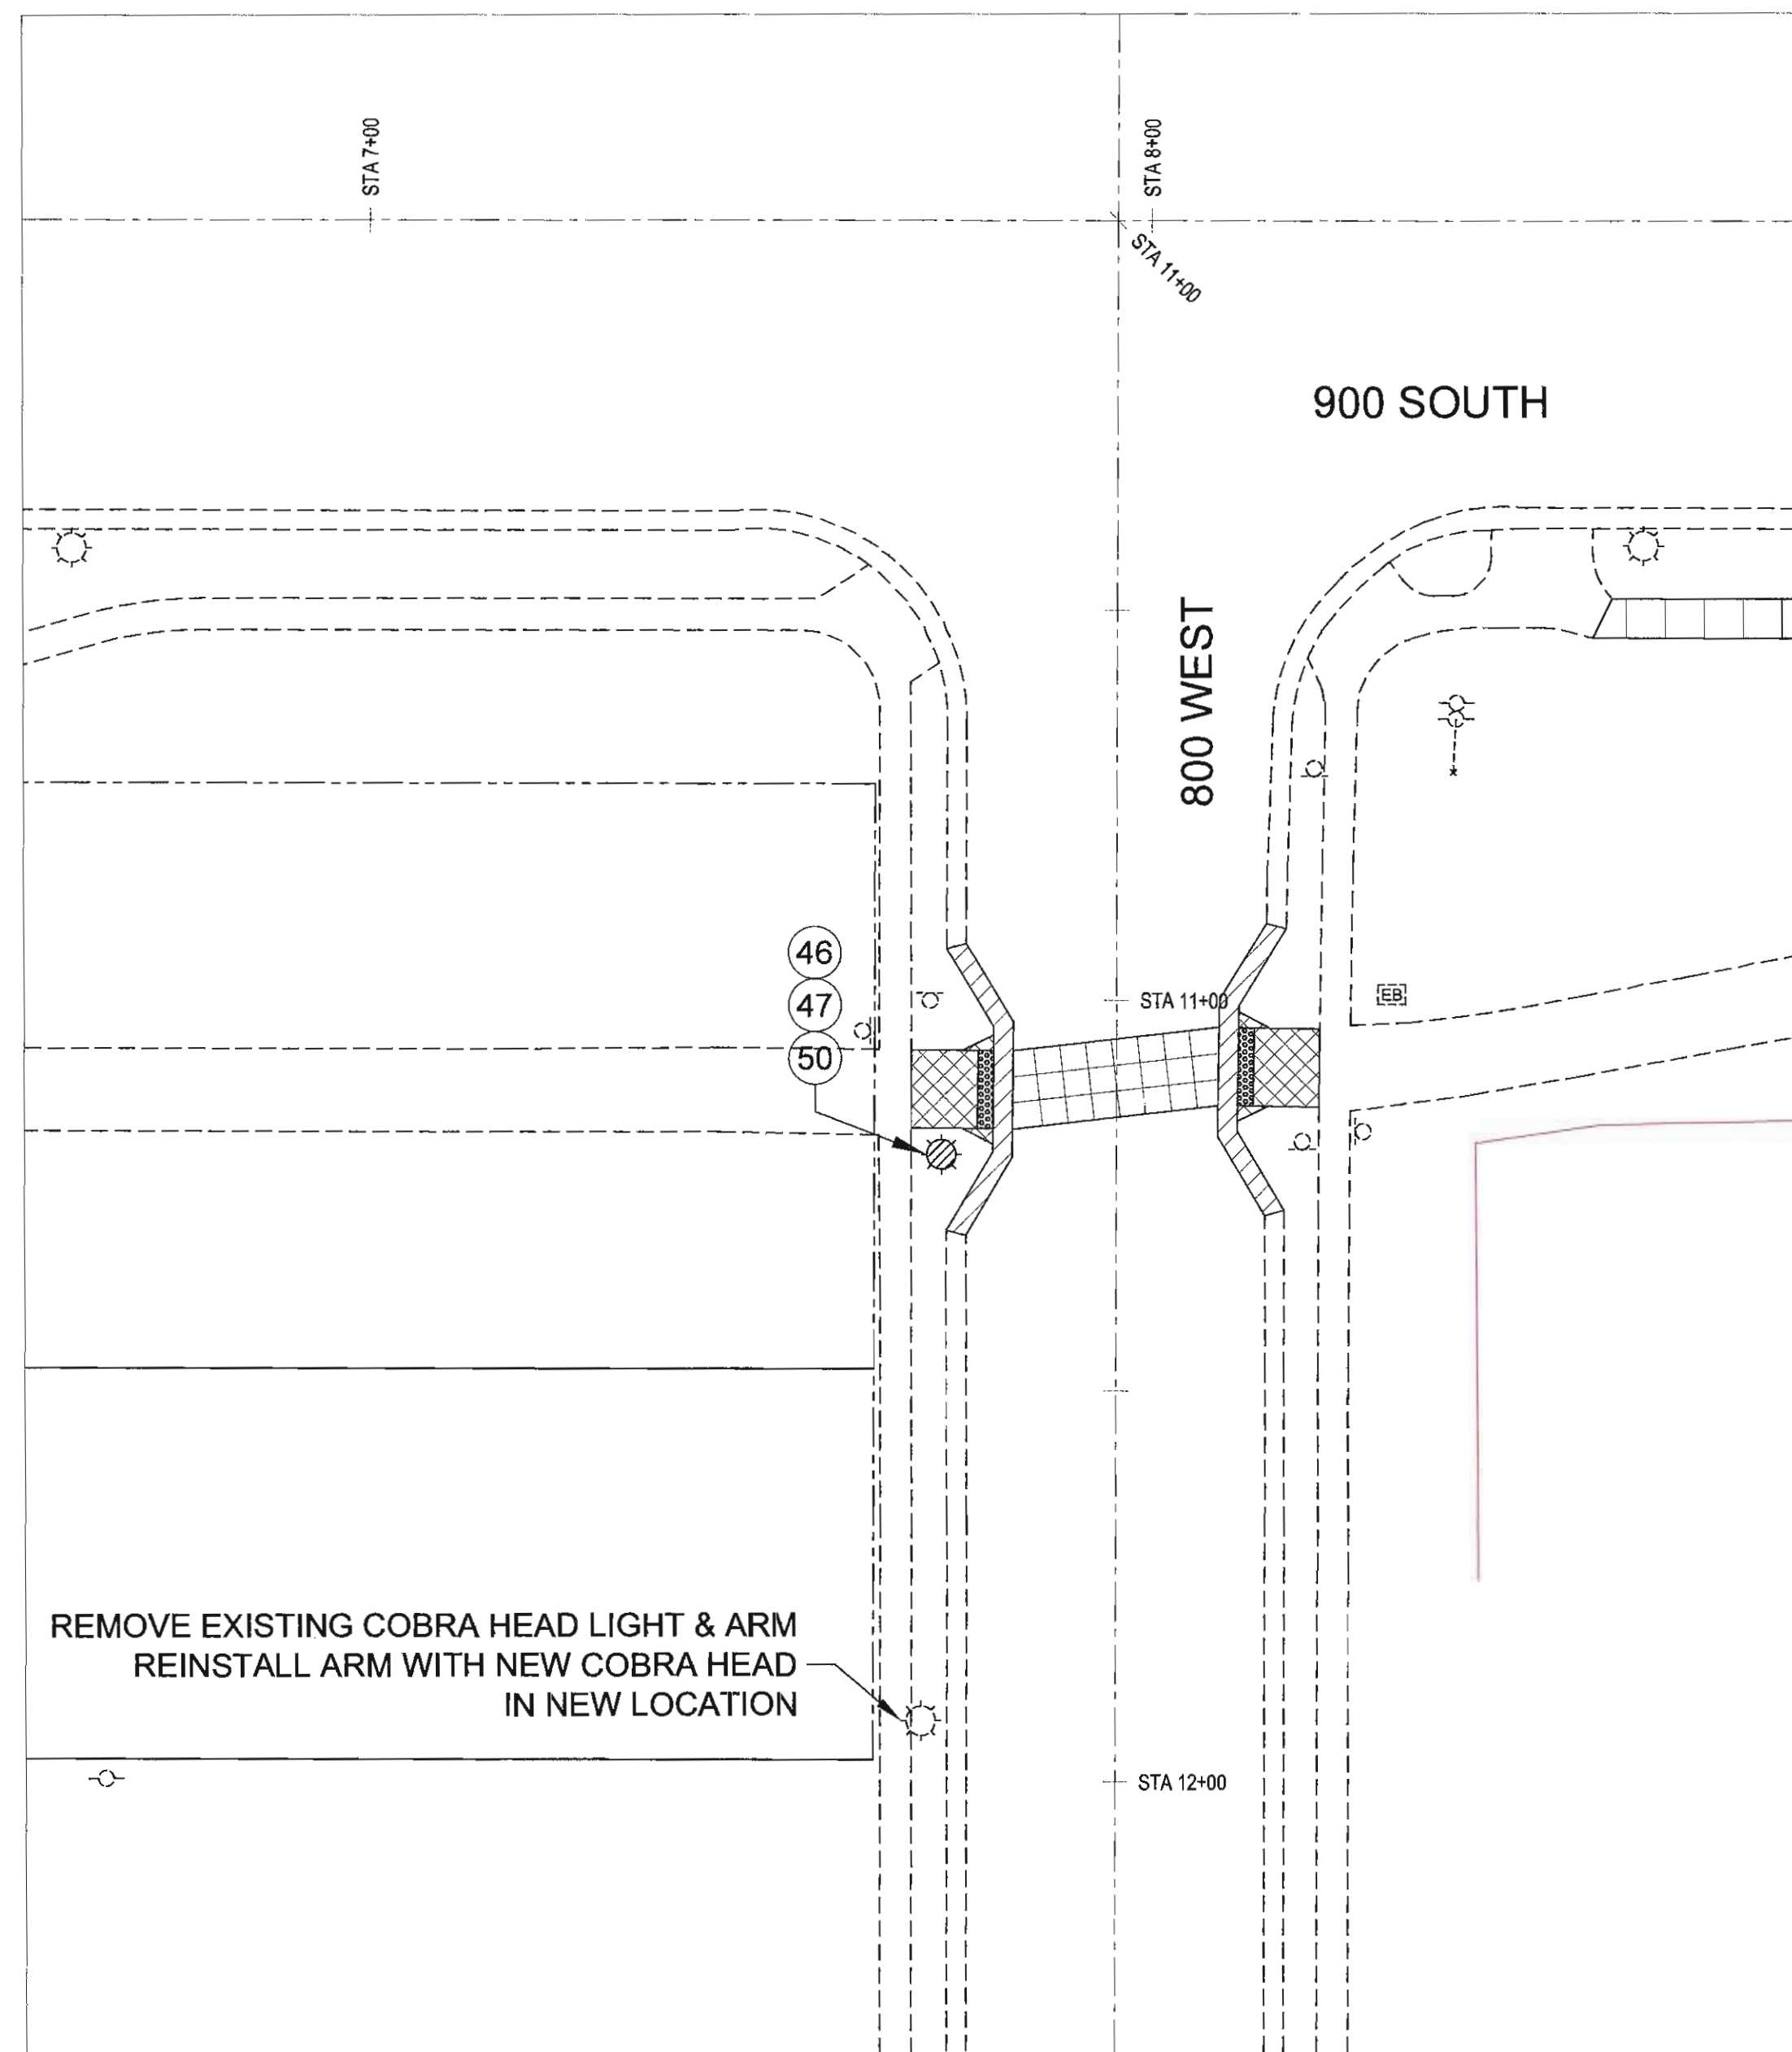 STA 7+00
STA 8+00
STA 11+00
900 SOUTH
800 WEST
46
47
50
STA 11+00
EB
REMOVE EXISTING COBRA HEAD LIGHT & ARM
REINSTALL ARM WITH NEW COBRA HEAD
IN NEW LOCATION
STA 12+00